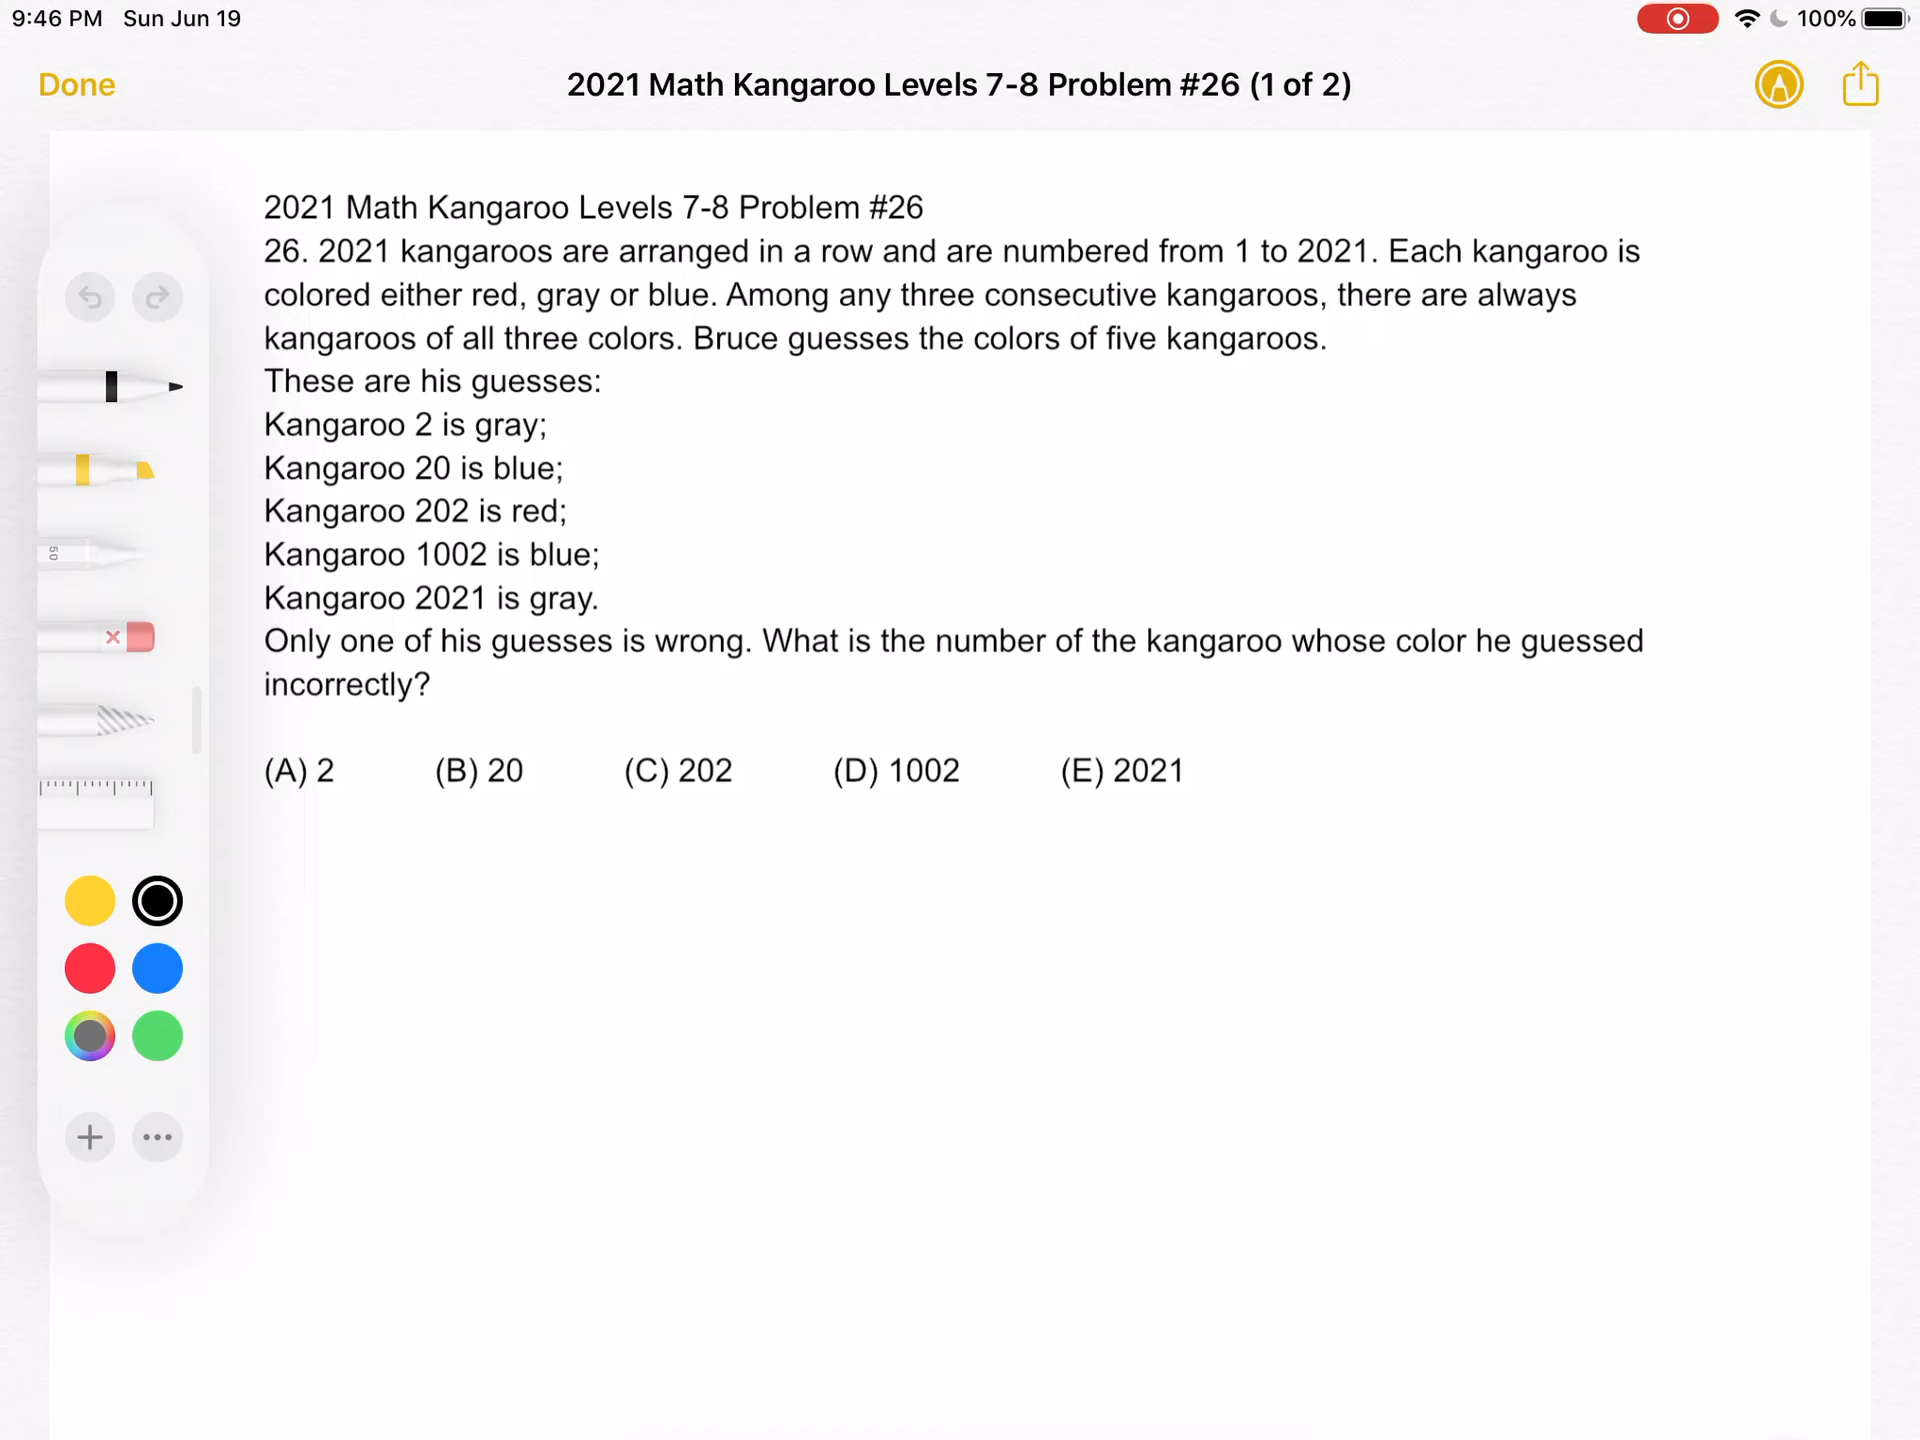 9:46 PM Sun Jun 19
100%
Done
2021 Math Kangaroo Levels 7-8 Problem #26 (1 of 2)
2021 Math Kangaroo Levels 7-8 Problem #26
26. 2021 kangaroos are arranged in a row and are numbered from 1 to 2021. Each kangaroo is
colored either red, gray or blue. Among any three consecutive kangaroos, there are always
kangaroos of all three colors. Bruce guesses the colors of five kangaroos.
These are his guesses:
Kangaroo 2 is gray;
Kangaroo 20 is blue;
Kangaroo 202 is red;
Kangaroo 1002 is blue;
Kangaroo 2021 is gray.
Only one of his guesses is wrong. What is the number of the kangaroo whose color he guessed
incorrectly?
(A) 2 (B) 20 (C) 202 (D) 1002 (E) 2021
50